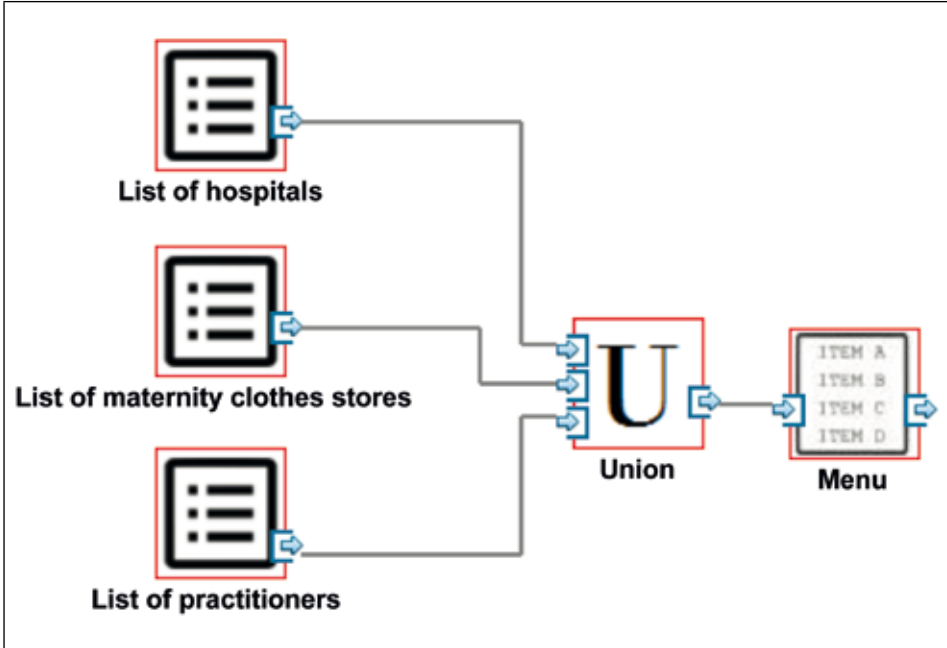 List of hospitals
List of maternity clothes stores
List of practitioners
U
Union
ITEM A
ITEM B
ITEM C
ITEM D
Menu